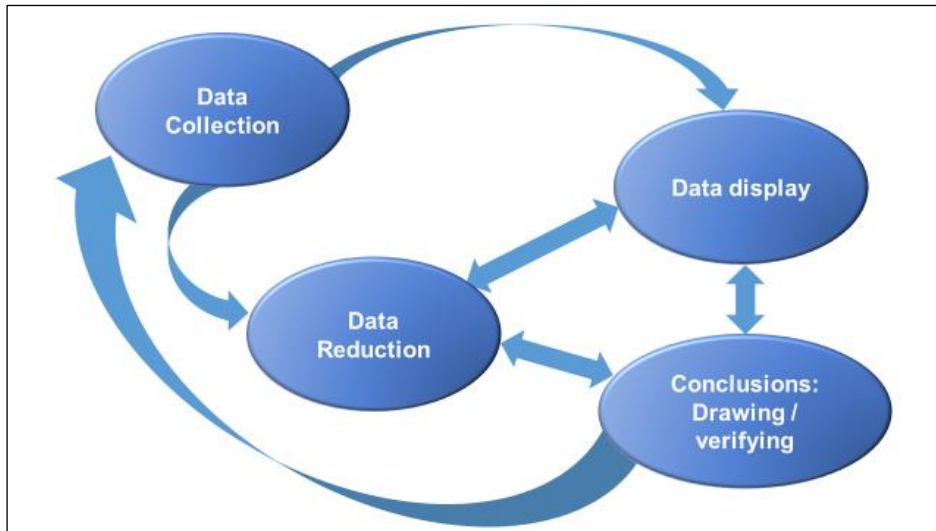 Data
Collection
Data display
Data
Reduction
Conclusions:
Drawing /
verifying